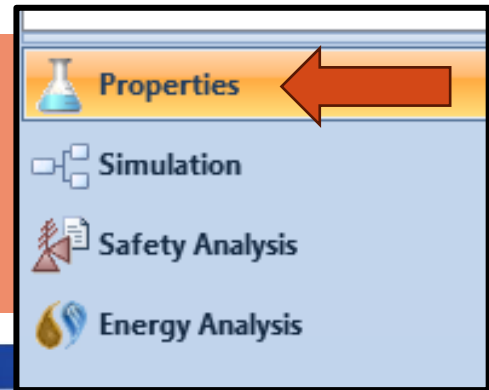 Properties
Simulation
Safety Analysis
Energy Analysis